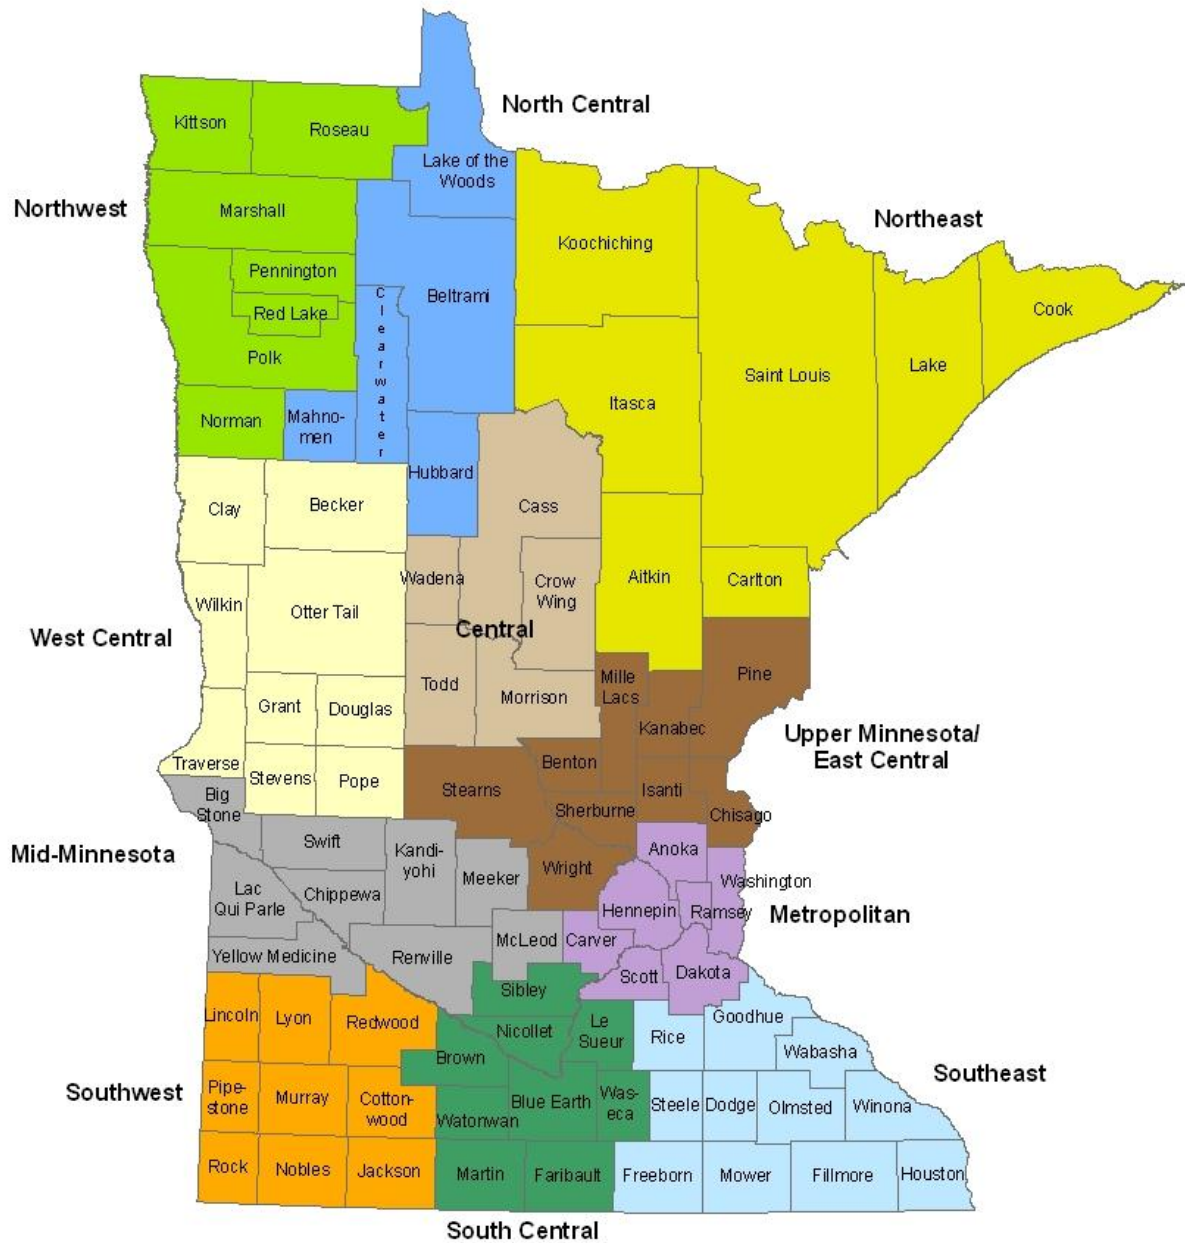 North Central
Kittson
Roseau
Lake of the
Woods
Northwest
Marshall
Northeast
Koochiching
Pennington
Beltrami
Clearwater
Red Lake
Cook
Polk
Saint Louis
Lake
Itasca
Norman
Mahno-
men
Hubbard
Clay
Becker
Cass
Wadena
Crow
Wing
Aitkin
Carlton
Wilkin
Otter Tail
West Central
Central
Todd
Morrison
Mille
Lacs
Pine
Grant
Douglas
Kanabec
Upper Minnesota/
East Central
Traverse
Stevens
Pope
Stearns
Benton
Isanti
Big
Stone
Sherburne
Chisago
Mid-Minnesota
Swift
Kandi-
yohi
Meeker
Wright
Anoka
Washington
Lac
Qui Parle
Chippewa
Hennepin
Ramsey
Metropolitan
Yellow Medicine
Renville
McLeod
Carver
Scott
Dakota
Sibley
Lincoln
Lyon
Redwood
Nicollet
Le
Sueur
Rice
Goodhue
Wabasha
Brown
Southwest
Southeast
Pipe-
stone
Murray
Cotton-
wood
Watonwan
Blue Earth
Was-
eca
Steele
Dodge
Olmsted
Winona
Rock
Nobles
Jackson
Martin
Faribault
Freeborn
Mower
Fillmore
Houston
South Central